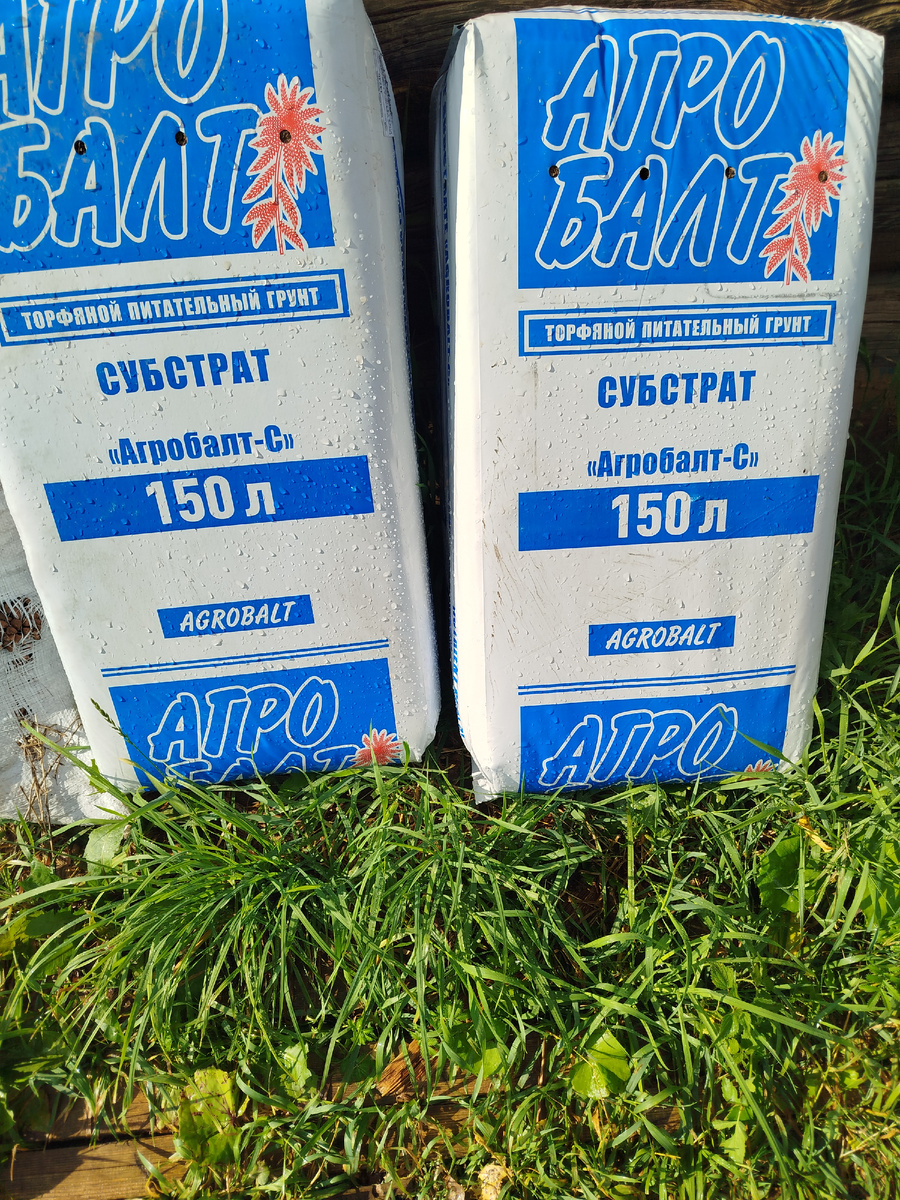 АГРО
БАЛТ
ТОРФЯНОЙ ПИТАТЕЛЬНЫЙ ГРУНТ
СУБСТРАТ
«Агробалт-С»
150 л
AGROBALT
АГРО
БАЛТ
АГРО
БАЛТ
ТОРФЯНОЙ ПИТАТЕЛЬНЫЙ ГРУНТ
СУБСТРАТ
«Агробалт-С»
150 л
AGROBALT
АГРО